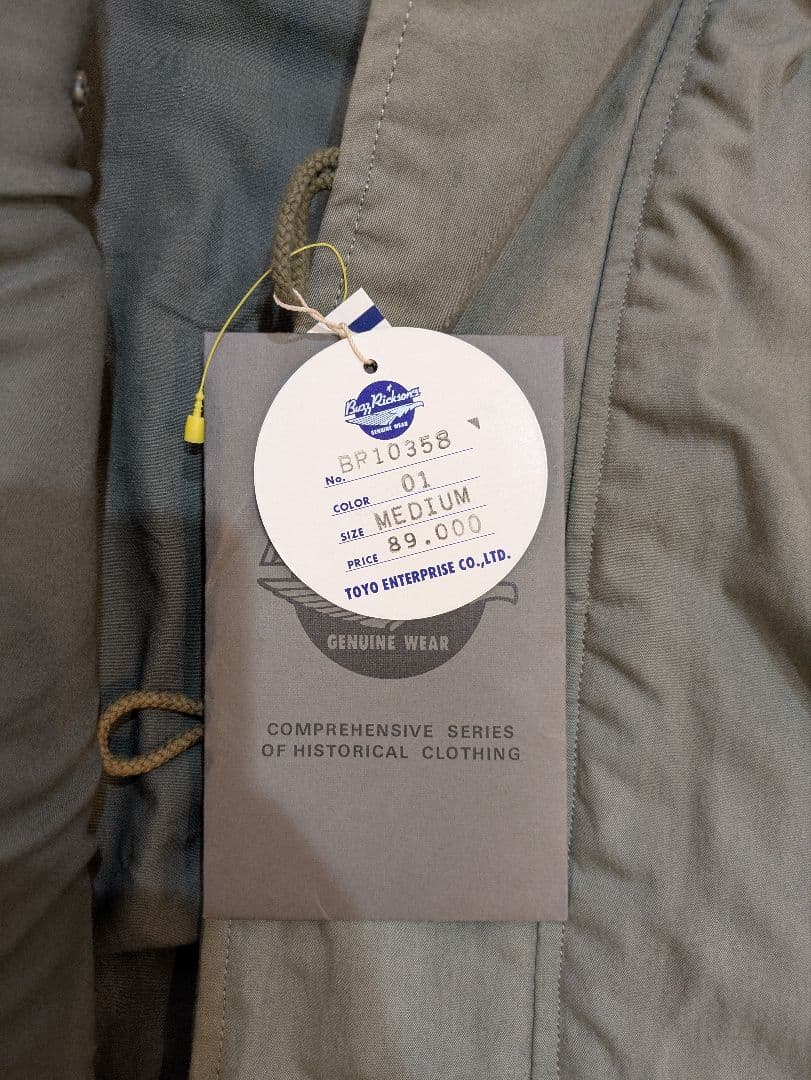 Buzz Rickson's
GENUINE WEAR
No. BR10358
COLOR 01
SIZE MEDIUM
PRICE 89.000
TOYO ENTERPRISE CO.,LTD.
GENUINE WEAR
COMPREHENSIVE SERIES
OF HISTORICAL CLOTHING